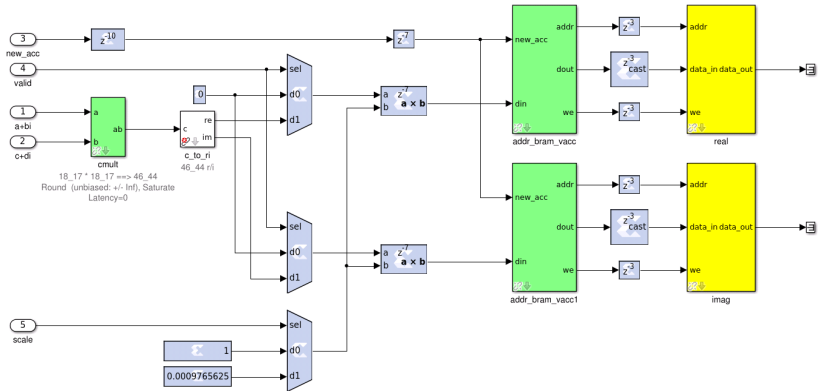 3
new_acc
z-10
z-7
4
valid
1
a+bi
2
c+di
a
b
ab
cmult
18_17 * 18_17 ==> 46_44
Round (unbiased: +/- Inf), Saturate
Latency=0
c
re
im
c_to_ri
46_44 r/i
0
sel
d0
d1
a
b
z-7
a × b
new_acc
din
addr
dout
we
addr_bram_vacc
z-3
z-3
cast
z-3
addr
data_in
data_out
we
real
sel
d0
d1
a
b
z-7
a × b
new_acc
din
addr
dout
we
addr_bram_vacc1
z-3
z-3
cast
z-3
addr
data_in
data_out
we
imag
5
scale
1
0.0009765625
sel
d0
d1